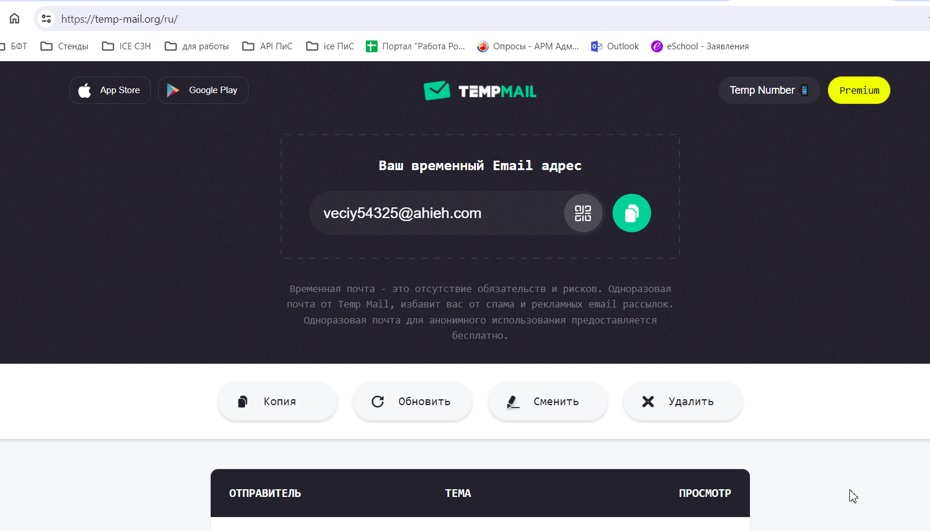 https://temp-mail.org/ru/
БФТ Стенды ICE СЗН для работы API ПиС ice ПиС Портал "Работа Ро... Опросы - АРМ Адм... Outlook eSchool - Заявления
App Store Google Play TEMPMAIL Temp Number Premium
Ваш временный Email адрес
veciy54325@ahieh.com
Временная почта - это отсутствие обязательств и рисков. Одноразовая
почта от Temp Mail, избавит вас от спама и рекламных email рассылок.
Одноразовая почта для анонимного использования предоставляется
бесплатно.
Копия Обновить Сменить Удалить
ОТПРАВИТЕЛЬ ТЕМА ПРОСМОТР